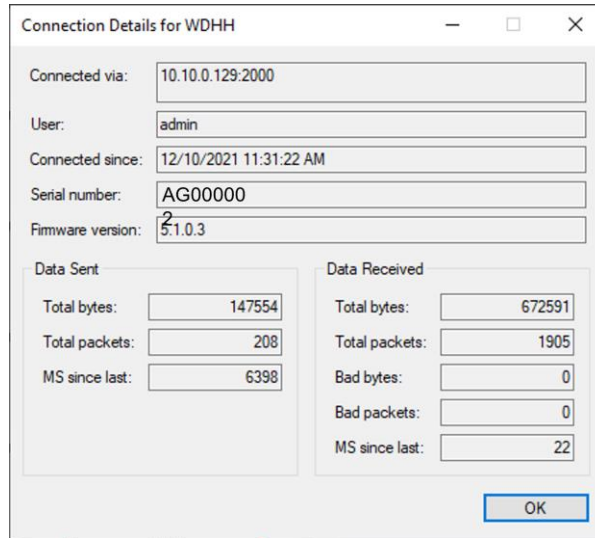 Connection Details for WDHH
Connected via: 10.10.0.129:2000
User: admin
Connected since: 12/10/2021 11:31:22 AM
Serial number: AG00000
2
Firmware version: 5.1.0.3
Data Sent
Total bytes: 147554
Total packets: 208
MS since last: 6398
Data Received
Total bytes: 672591
Total packets: 1905
Bad bytes: 0
Bad packets: 0
MS since last: 22
OK